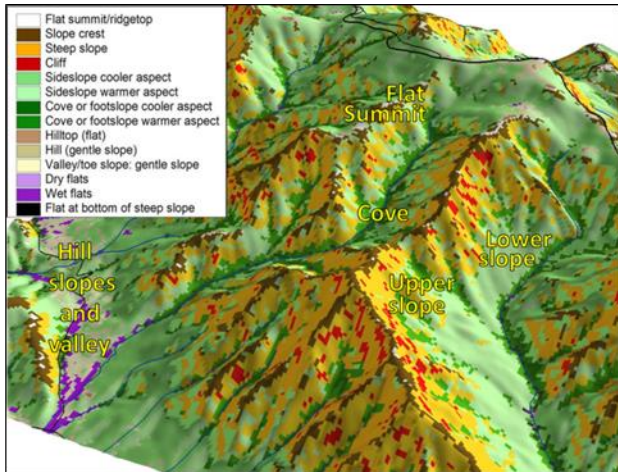 Flat summit/ridgetop
Slope crest
Steep slope
Cliff
Sideslope cooler aspect
Sideslope warmer aspect
Cove or footslope cooler aspect
Cove or footslope warmer aspect
Hilltop (flat)
Hill (gentle slope)
Valley/toe slope: gentle slope
Dry flats
Wet flats
Flat at bottom of steep slope
Flat
Summit
Cove
Lower
slope
Hill
slopes
and
valley
Upper
slope